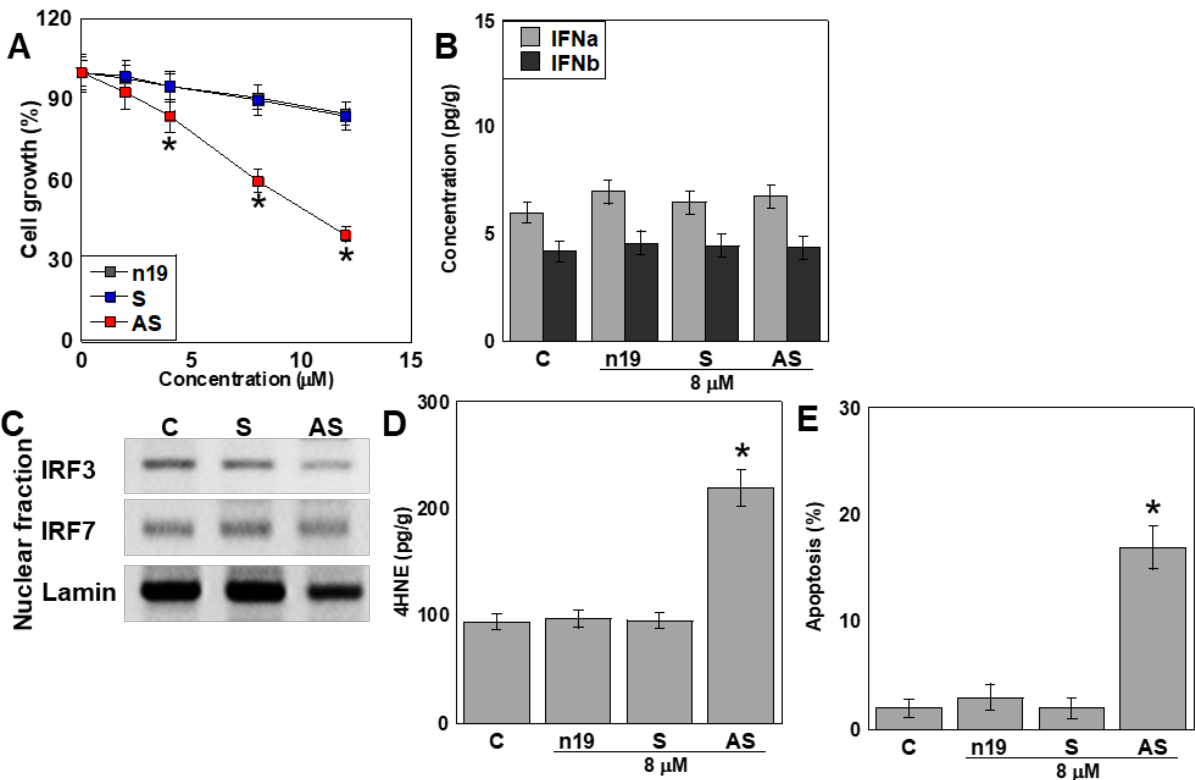 A
Cell growth (%)
120
90
60
30
0
n19
S
AS
*
*
*
0
5
10
15
Concentration (μM)
B
Concentration (pg/g)
15
10
5
0
IFNa
IFNb
C
n19
S
AS
8 μM
C
Nuclear fraction
C
S
AS
IRF3
IRF7
Lamin
D
4HNE (pg/g)
300
200
100
0
*
C
n19
S
AS
8 μM
E
Apoptosis (%)
30
20
10
0
*
C
n19
S
AS
8 μM